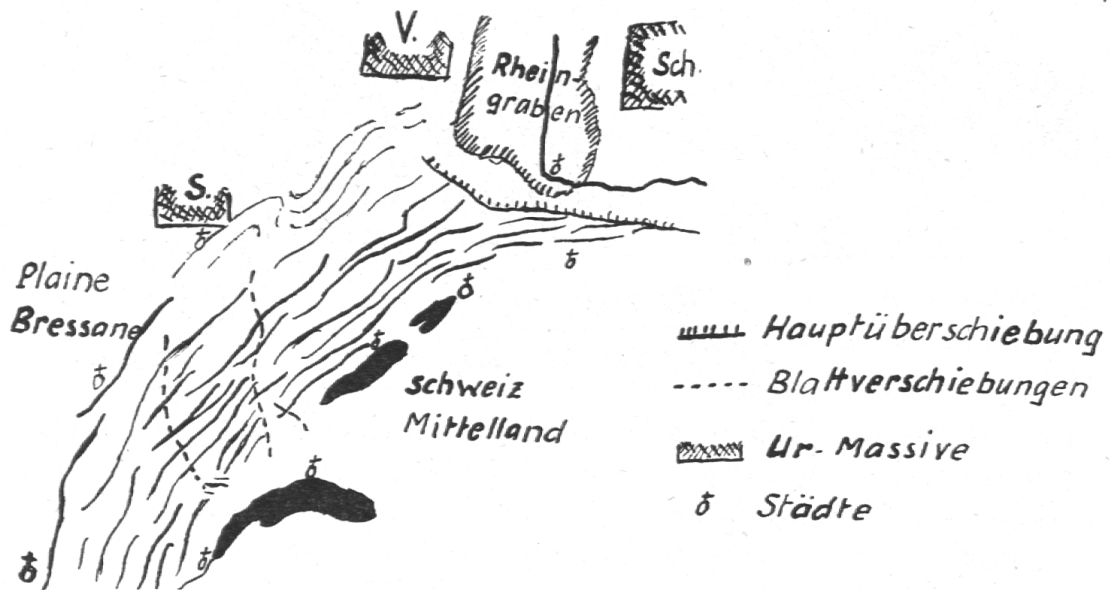 V.
Rhein-
graben
Sch.
S.
Plaine
Bressane
schweiz
Mittelland
Hauptüberschiebung
Blattverschiebungen
Ur-Massive
Städte